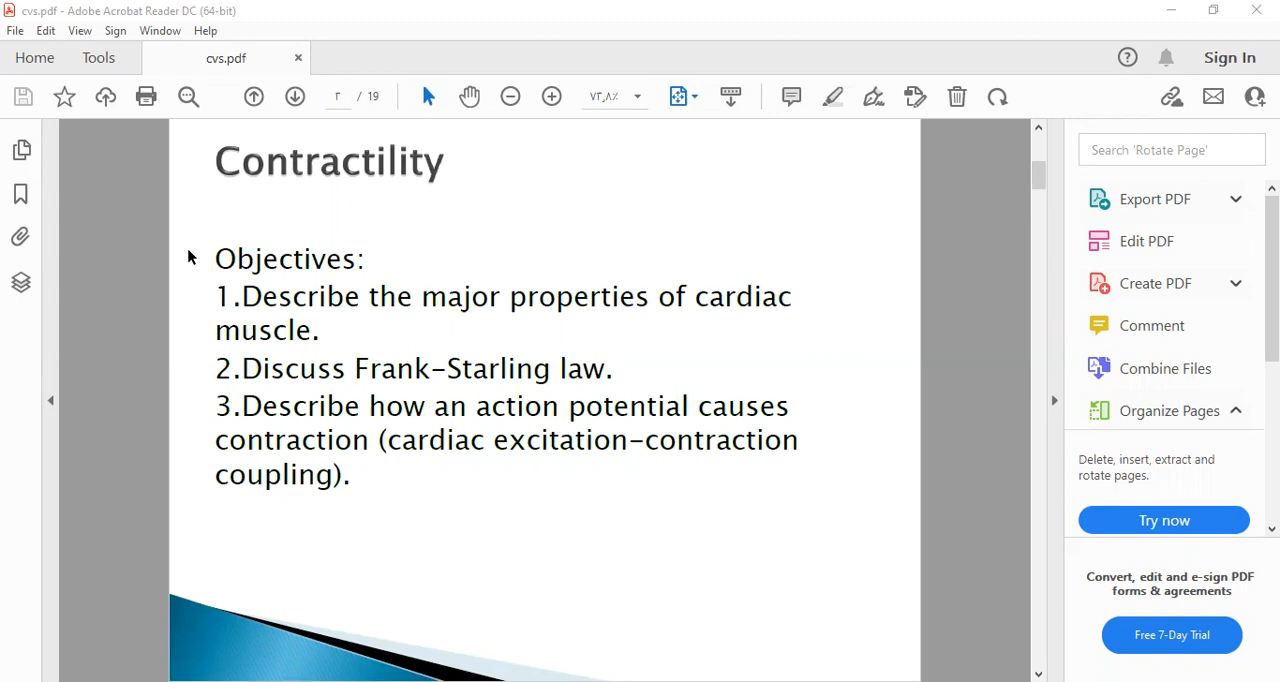 cvs.pdf - Adobe Acrobat Reader DC (64-bit)
File Edit View Sign Window Help
Home Tools cvs.pdf Sign In
٢ / 19 ٧٣,٨٪
Contractility
Objectives:
1.Describe the major properties of cardiac
muscle.
2.Discuss Frank-Starling law.
3.Describe how an action potential causes
contraction (cardiac excitation-contraction
coupling).
Search 'Rotate Page'
Export PDF
Edit PDF
Create PDF
Comment
Combine Files
Organize Pages
Delete, insert, extract and
rotate pages.
Try now
Convert, edit and e-sign PDF
forms & agreements
Free 7-Day Trial